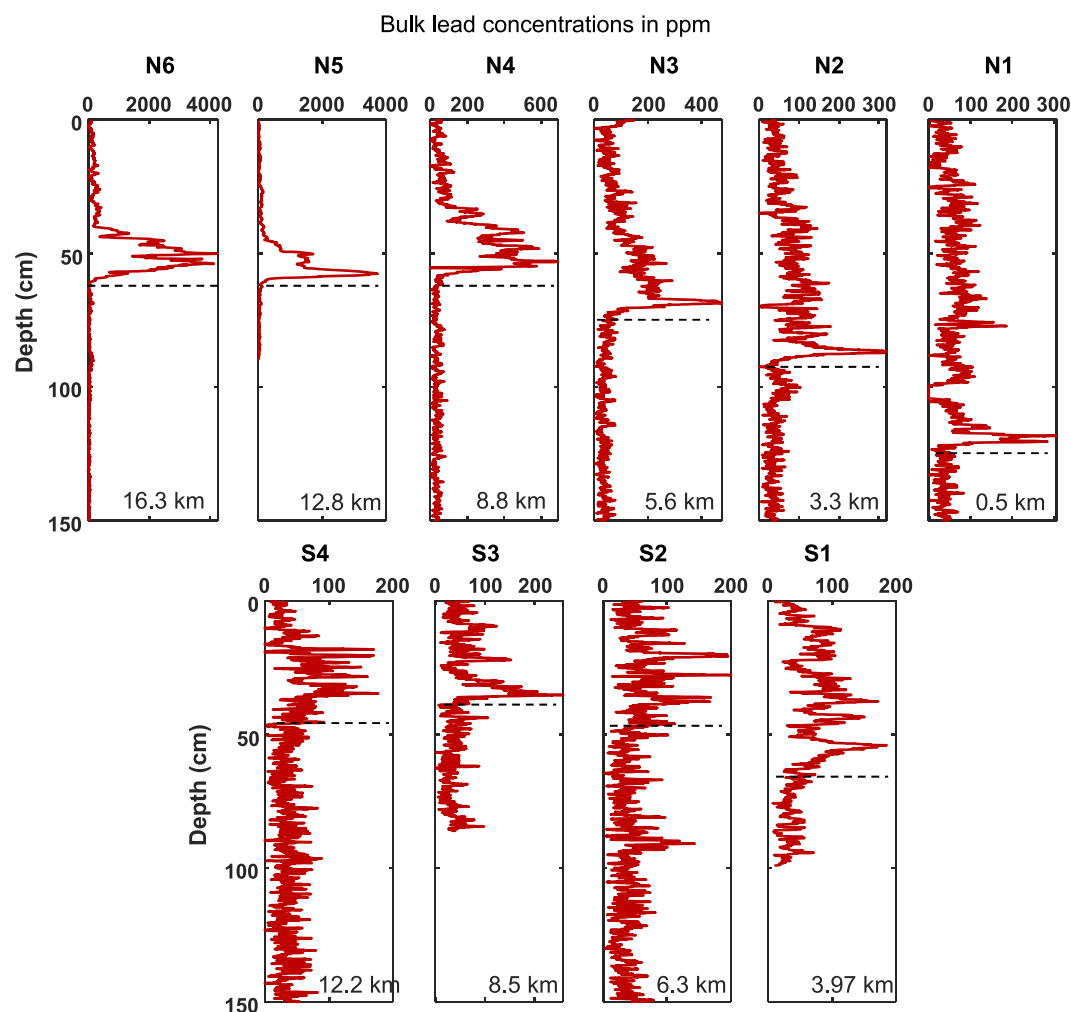 Bulk lead concentrations in ppm
N6 N5 N4 N3 N2 N1
0 2000 4000 0 2000 4000 0 200 600 0 200 400 0 100 200 300 0 100 200 300
0
50
100
150
Depth (cm)
16.3 km 12.8 km 8.8 km 5.6 km 3.3 km 0.5 km
S4 S3 S2 S1
0 100 200 0 100 200 0 100 200 0 100 200
0
50
100
150
Depth (cm)
12.2 km 8.5 km 6.3 km 3.97 km